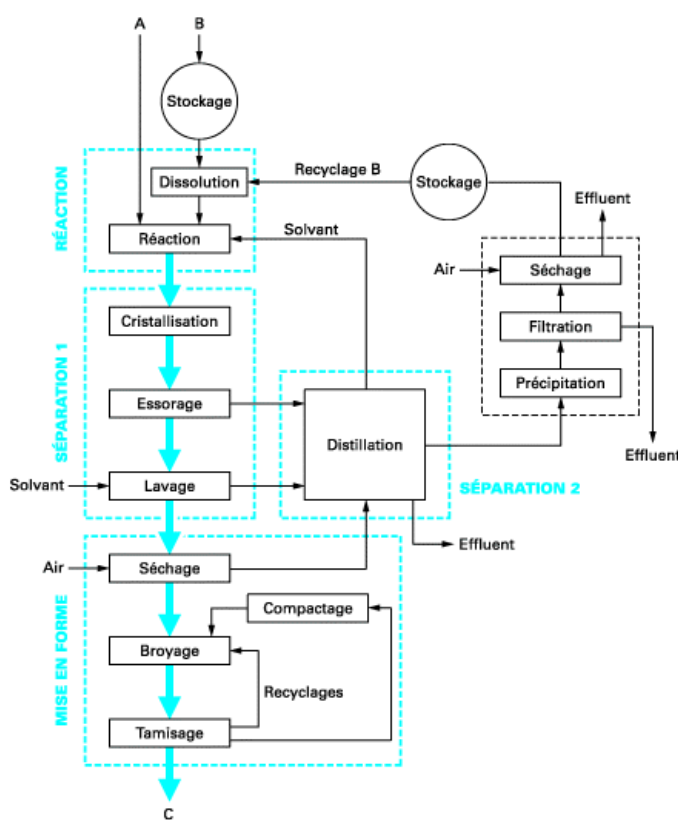 A
B
Stockage
RÉACTION
Dissolution
Recyclage B
Stockage
Effluent
Réaction
Solvant
Air
Séchage
SÉPARATION 1
Cristallisation
Filtration
Précipitation
Essorage
Distillation
Effluent
Solvant
Lavage
SÉPARATION 2
Effluent
MISE EN FORME
Air
Séchage
Compactage
Broyage
Recyclages
Tamisage
C